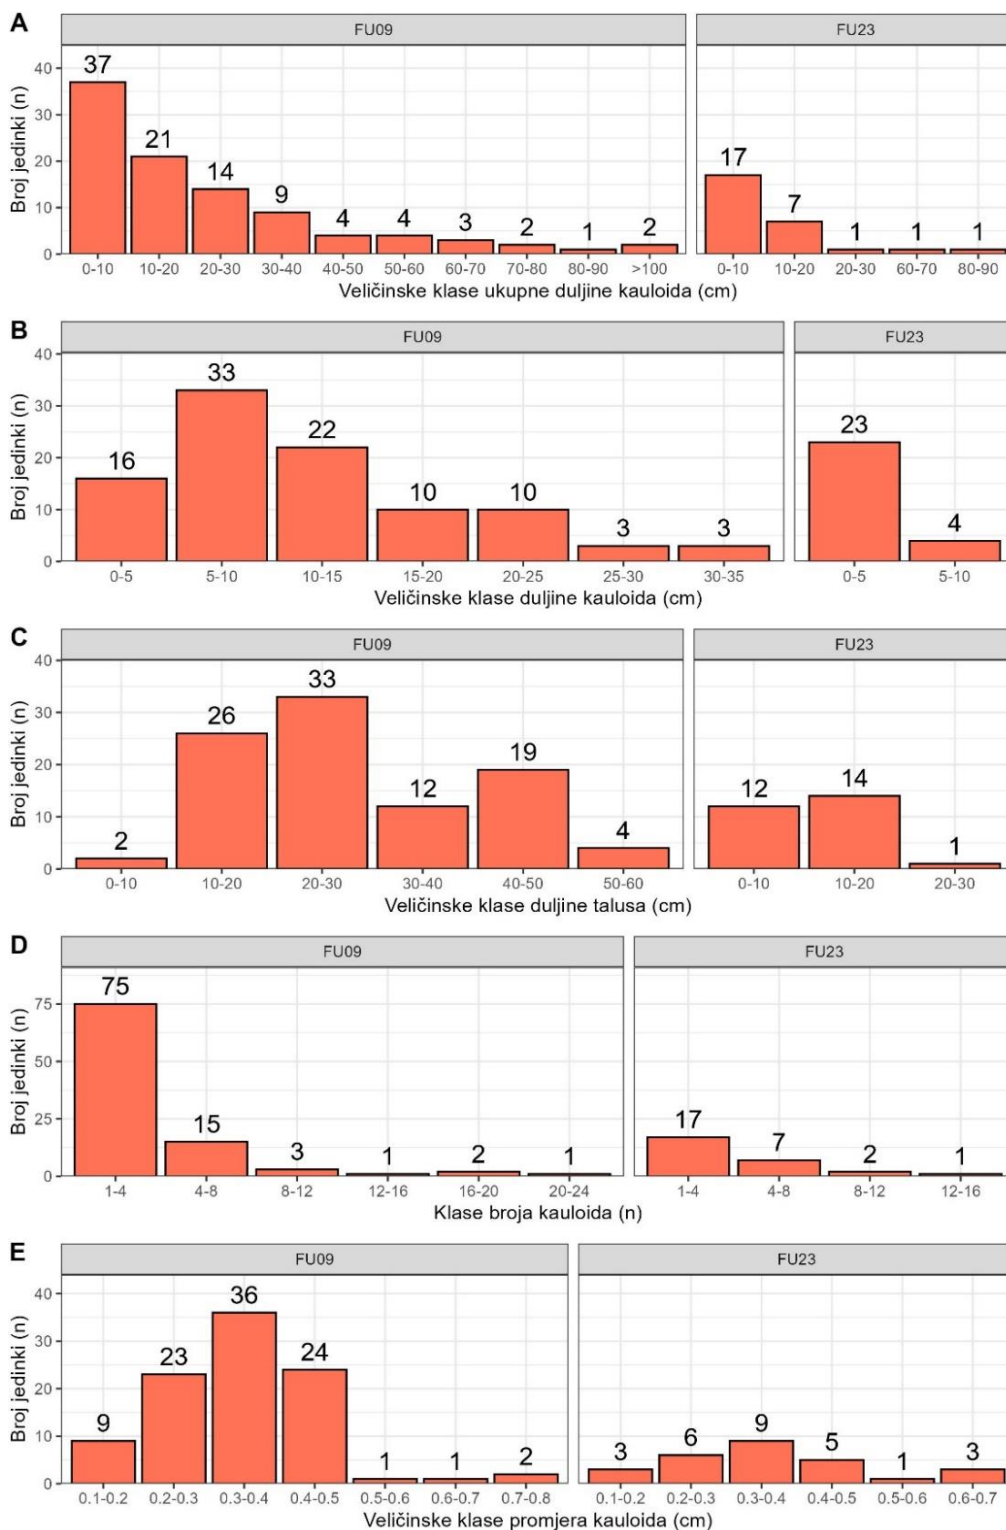 A
FU09 FU23
Broj jedinki (n)
40
30
20
10
0
37 21 14 9 4 4 3 2 1 2
17 7 1 1 1
0-10 10-20 20-30 30-40 40-50 50-60 60-70 70-80 80-90 >100
0-10 10-20 20-30 60-70 80-90
Veličinske klase ukupne duljine kauloida (cm)
B
FU09 FU23
Broj jedinki (n)
40
30
20
10
0
16 33 22 10 10 3 3
23 4
0-5 5-10 10-15 15-20 20-25 25-30 30-35
0-5 5-10
Veličinske klase duljine kauloida (cm)
C
FU09 FU23
Broj jedinki (n)
40
30
20
10
0
2 26 33 12 19 4
12 14 1
0-10 10-20 20-30 30-40 40-50 50-60
0-10 10-20 20-30
Veličinske klase duljine talusa (cm)
D
FU09 FU23
Broj jedinki (n)
75
50
25
0
75 15 3 1 2 1
17 7 2 1
1-4 4-8 8-12 12-16 16-20 20-24
1-4 4-8 8-12 12-16
Klase broja kauloida (n)
E
FU09 FU23
Broj jedinki (n)
40
30
20
10
0
9 23 36 24 1 1 2
3 6 9 5 1 3
0.1-0.2 0.2-0.3 0.3-0.4 0.4-0.5 0.5-0.6 0.6-0.7 0.7-0.8
0.1-0.2 0.2-0.3 0.3-0.4 0.4-0.5 0.5-0.6 0.6-0.7
Veličinske klase promjera kauloida (cm)